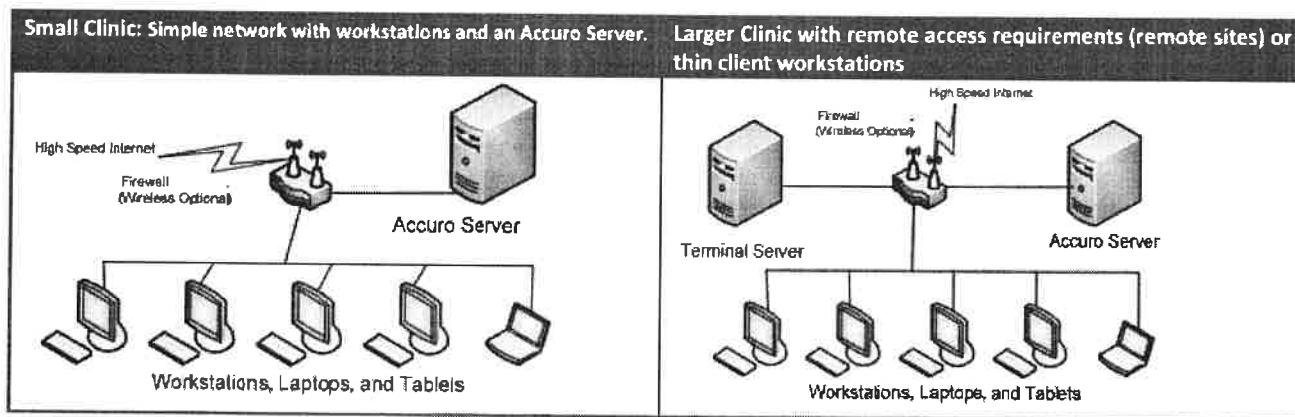 Small Clinic: Simple network with workstations and an Accuro Server.
High Speed Internet
Firewall
(Wireless Optional)
Accuro Server
Workstations, Laptops, and Tablets
Larger Clinic with remote access requirements (remote sites) or
thin client workstations
High Speed Internet
Firewall
(Wireless Optional)
Terminal Server
Accuro Server
Workstations, Laptops, and Tablets